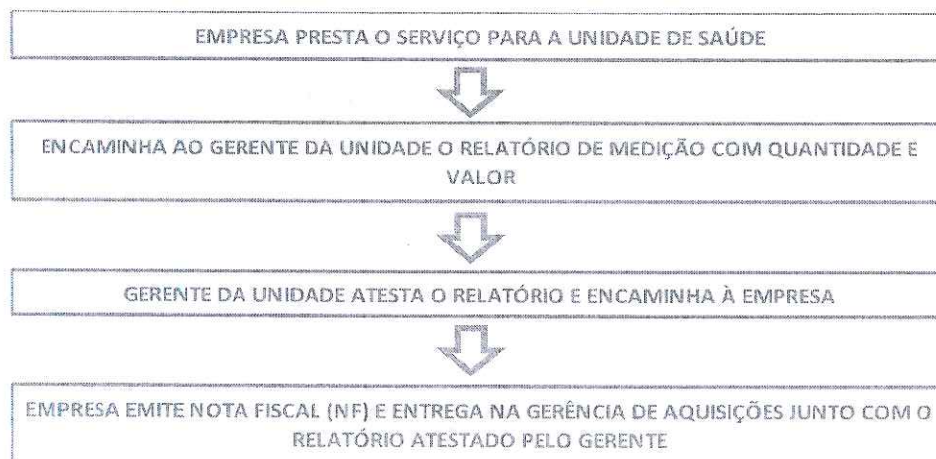 EMPRESA PRESTA O SERVIÇO PARA A UNIDADE DE SAÚDE
ENCAMINHA AO GERENTE DA UNIDADE O RELATÓRIO DE MEDIÇÃO COM QUANTIDADE E
VALOR
GERENTE DA UNIDADE ATESTA O RELATÓRIO E ENCAMINHA À EMPRESA
EMPRESA EMITE NOTA FISCAL (NF) E ENTREGA NA GERÊNCIA DE AQUISIÇÕES JUNTO COM O
RELATÓRIO ATESTADO PELO GERENTE